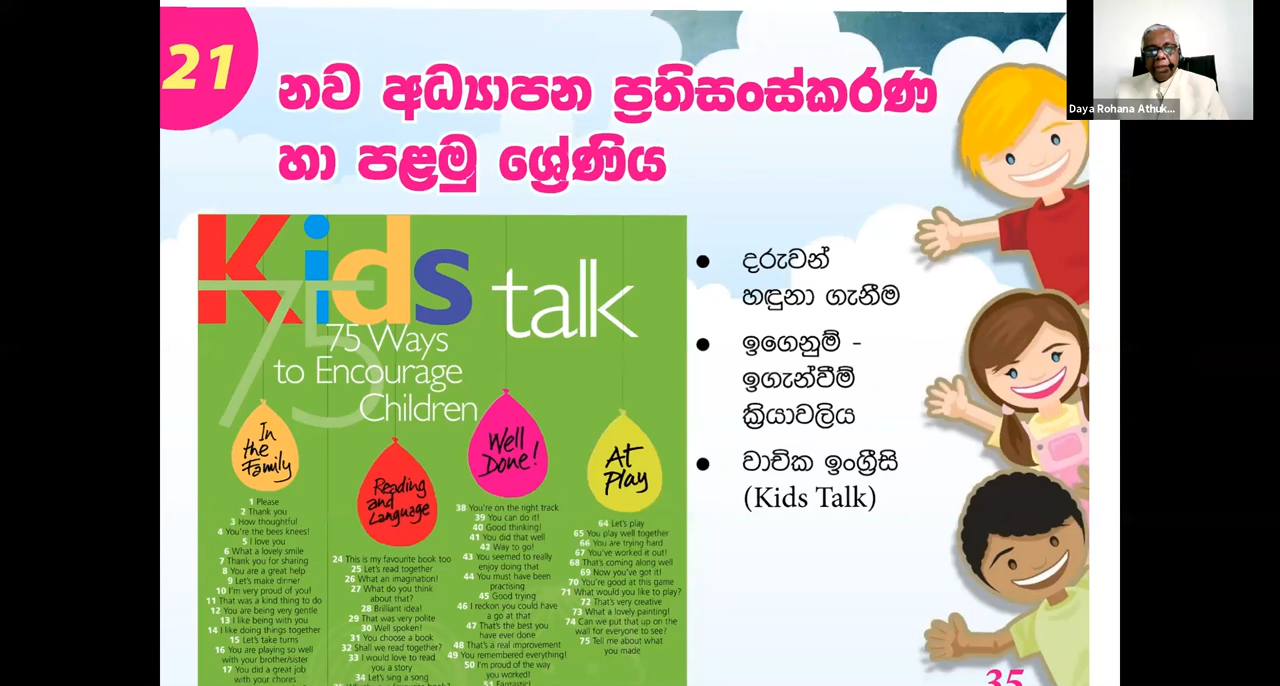 21
නව අධ්‍යාපන ප්‍රතිසංස්කරණ
හා පළමු ශ්‍රේණිය
Daya Rohana Athuk...
Kids talk
75
75 Ways
to Encourage
Children
In
the
Family
1 Please
2 Thank you
3 How thoughtful
4 You're the bees knees!
5 I love you
6 What a lovely smile
7 Thank you for sharing
8 You are a great help
9 Let's make dinner
10 I'm very proud of you!
11 That was a kind thing to do
12 You are being very gentle
13 I like being with you
14 I like doing things together
15 Let's take turns
16 You are playing so well
with your brother/sister
17 You did a great job
with your chores
Reading
and
Language
24 This is my favourite book too
25 Let's read together
26 What an imagination!
27 What do you think
about that?
28 Brilliant idea!
29 That was very polite
30 Well spoken!
31 You choose a book
32 Shall we read together?
33 I would love to read
you a story
34 Let's sing a song
Well
Done!
38 You're on the right track
39 You can do it!
40 Good thinking!
41 You did that well
42 Way to go!
43 You seemed to really
enjoy doing that
44 You must have been
practising
45 Good trying
46 I reckon you could have
a go at that
47 That's the best you
have ever done
48 That's a real improvement
49 You remembered everything!
50 I'm proud of the way
you worked!
51 Fantastic!
At
Play
64 Let's play
65 You play well together
66 You are trying hard
67 You've worked it out!
68 That's coming along well
69 Now you've got it!
70 You're good at this game
71 What would you like to play?
72 That's very creative
73 What a lovely painting!
74 Can we put that up on the
wall for everyone to see?
75 Tell me about what
you made
● දරුවන්
හඳුනා ගැනීම
● ඉගෙනුම් -
ඉගැන්වීම්
ක්‍රියාවලිය
● වාචික ඉංග්‍රීසි
(Kids Talk)
35